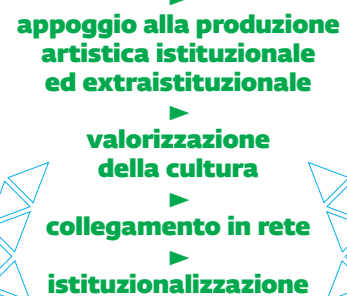 appoggio alla produzione
artistica istituzionale
ed extraistituzionale
valorizzazione
della cultura
collegamento in rete
istituzionalizzazione